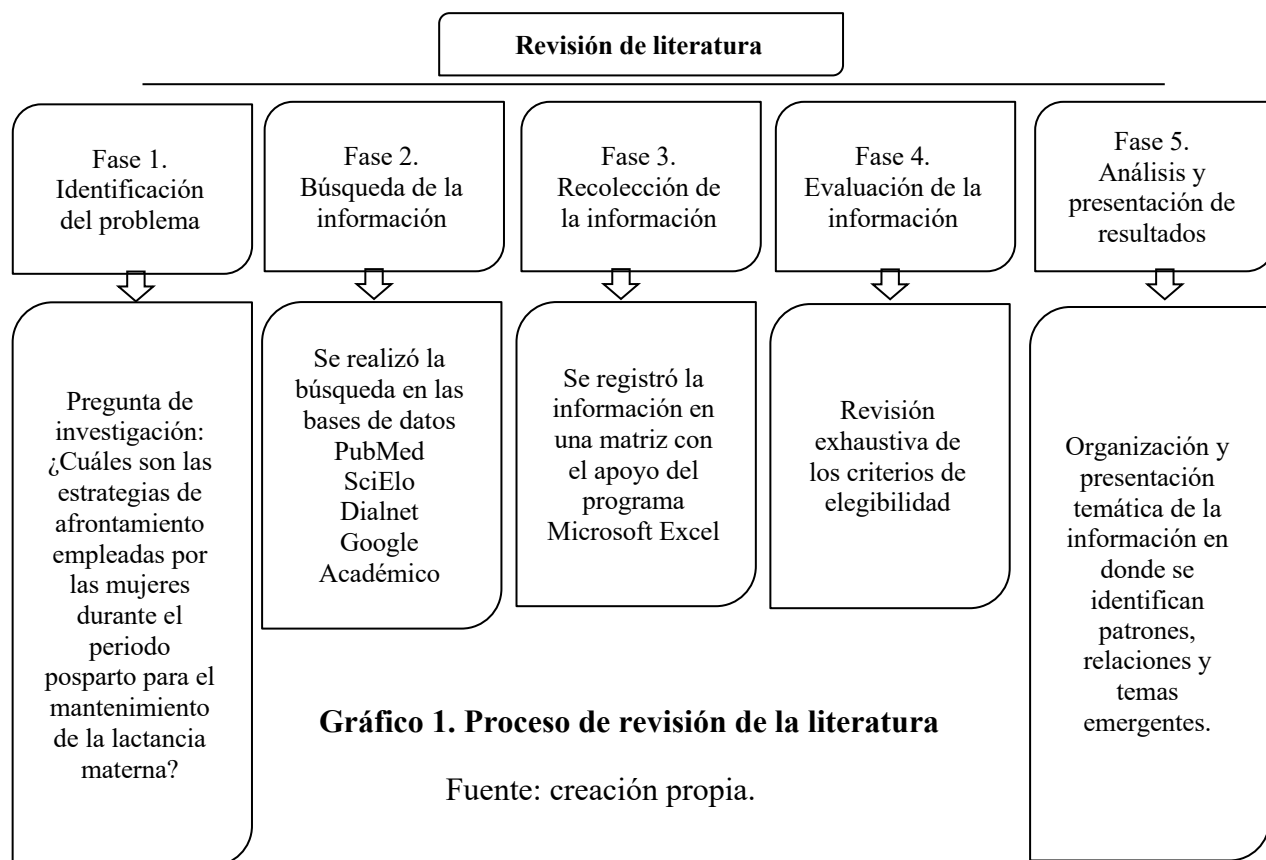 Revisión de literatura
Fase 1.
Identificación
del problema
Fase 2.
Búsqueda de la
información
Fase 3.
Recolección de
la información
Fase 4.
Evaluación de la
información
Fase 5.
Análisis y
presentación de
resultados
Pregunta de
investigación:
¿Cuáles son las
estrategias de
afrontamiento
empleadas por
las mujeres
durante el
periodo
posparto para el
mantenimiento
de la lactancia
materna?
Se realizó la
búsqueda en las
bases de datos
PubMed
SciElo
Dialnet
Google
Académico
Se registró la
información en
una matriz con
el apoyo del
programa
Microsoft Excel
Revisión
exhaustiva de
los criterios de
elegibilidad
Organización y
presentación
temática de la
información en
donde se
identifican
patrones,
relaciones y
temas
emergentes.
Gráfico 1. Proceso de revisión de la literatura
Fuente: creación propia.